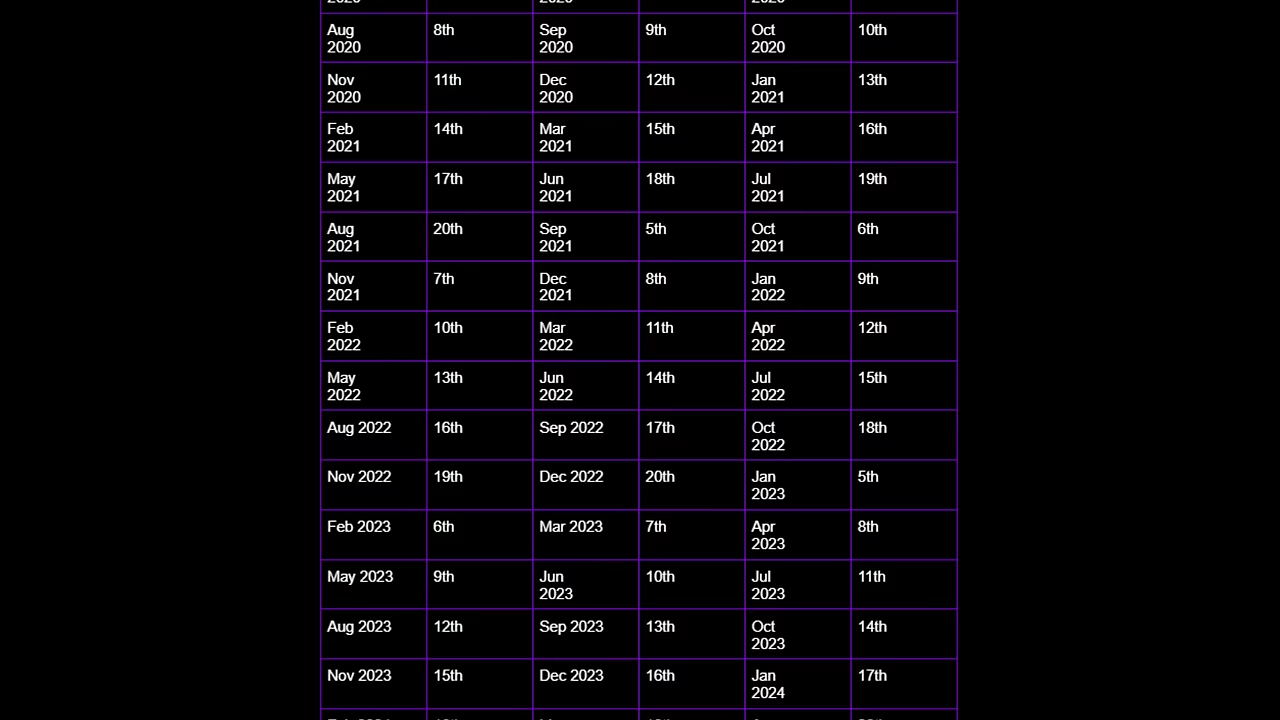 Aug 2020 8th Sep 2020 9th Oct 2020 10th
Nov 2020 11th Dec 2020 12th Jan 2021 13th
Feb 2021 14th Mar 2021 15th Apr 2021 16th
May 2021 17th Jun 2021 18th Jul 2021 19th
Aug 2021 20th Sep 2021 5th Oct 2021 6th
Nov 2021 7th Dec 2021 8th Jan 2022 9th
Feb 2022 10th Mar 2022 11th Apr 2022 12th
May 2022 13th Jun 2022 14th Jul 2022 15th
Aug 2022 16th Sep 2022 17th Oct 2022 18th
Nov 2022 19th Dec 2022 20th Jan 2023 5th
Feb 2023 6th Mar 2023 7th Apr 2023 8th
May 2023 9th Jun 2023 10th Jul 2023 11th
Aug 2023 12th Sep 2023 13th Oct 2023 14th
Nov 2023 15th Dec 2023 16th Jan 2024 17th